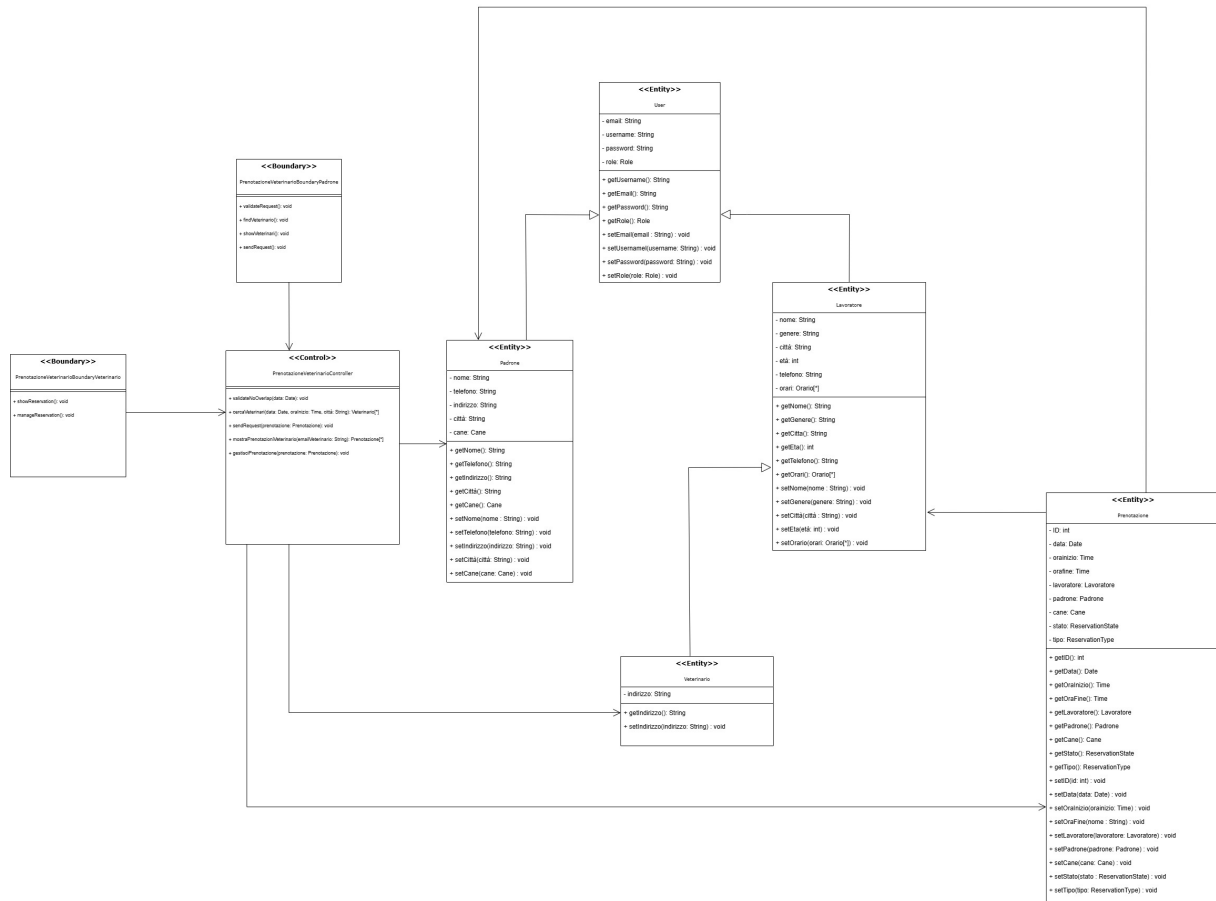 <<Entity>>
User
- email: String
- username: String
- password: String
- role: Role
+ getUsername(): String
+ getEmail(): String
+ getPassword(): String
+ getRole(): Role
+ setEmail(email : String) : void
+ setUsernamel(username: String) : void
+ setPassword(password: String) : void
+ setRole(role: Role) : void
<<Boundary>>
PrenotazioneVeterinarioBoundaryPadrone
+ validateRequest(): void
+ findVeterinario(): void
+ showVeterinari(): void
+ sentRequest(): void
<<Entity>>
Lavoratore
- nome: String
- genere: String
- città: String
- età: int
- telefono: String
- orari: Orario[*]
+ getNome(): String
+ getGenere(): String
+ getCitta(): String
+ getEta(): int
+ getTelefono(): String
+ getOrari(): Orario[*]
+ setNome(nome : String) : void
+ setGenere(genere: String) : void
+ setCittà(città : String) : void
+ setEta(età: int) : void
+ setOrario(orari: Orario[*]) : void
<<Boundary>>
PrenotazioneVeterinarioBoundaryVeterinario
+ showReservation(): void
+ manageReservation(): void
<<Control>>
PrenotazioneVeterinarioController
+ validateNoOverlap(data: Date): void
+ cercaVeterinari(data: Date, oraInizio: Time, città: String): Veterinario[*]
+ sendRequest(prenotazione: Prenotazione): void
+ mostraPrenotazioniVeterinario(emailVeterinario: String): Prenotazione[*]
+ gestisciPrenotazione(prenotazione: Prenotazione): void
<<Entity>>
Padrone
- nome: String
- telefono: String
- indirizzo: String
- città: String
- cane: Cane
+ getNome(): String
+ getTelefono(): String
+ getIndirizzo(): String
+ getCittà(): String
+ getCane(): Cane
+ setNome(nome : String) : void
+ setTelefono(telefono: String) : void
+ setIndirizzo(indirizzo: String) : void
+ setCittà(città: String) : void
+ setCane(cane: Cane) : void
<<Entity>>
Veterinario
- indirizzo: String
+ getIndirizzo(): String
+ setIndirizzo(indirizzo: String) : void
<<Entity>>
Prenotazione
- ID: int
- data: Date
- orainizio: Time
- orafine: Time
- lavoratore: Lavoratore
- padrone: Padrone
- cane: Cane
- stato: ReservationState
- tipo: ReservationType
+ getID(): int
+ getData(): Date
+ getOraInizio(): Time
+ getOraFine(): Time
+ getLavoratore(): Lavoratore
+ getPadrone(): Padrone
+ getCane(): Cane
+ getStato(): ReservationState
+ getTipo(): ReservationType
+ setID(id: int) : void
+ setData(data: Date) : void
+ setOraInizio(orainizio: Time) : void
+ setOraFine(nome : String) : void
+ setLavoratore(lavoratore: Lavoratore) : void
+ setPadrone(padrone: Padrone) : void
+ setCane(cane: Cane) : void
+ setStato(stato : ReservationState) : void
+ setTipo(tipo: ReservationType) : void